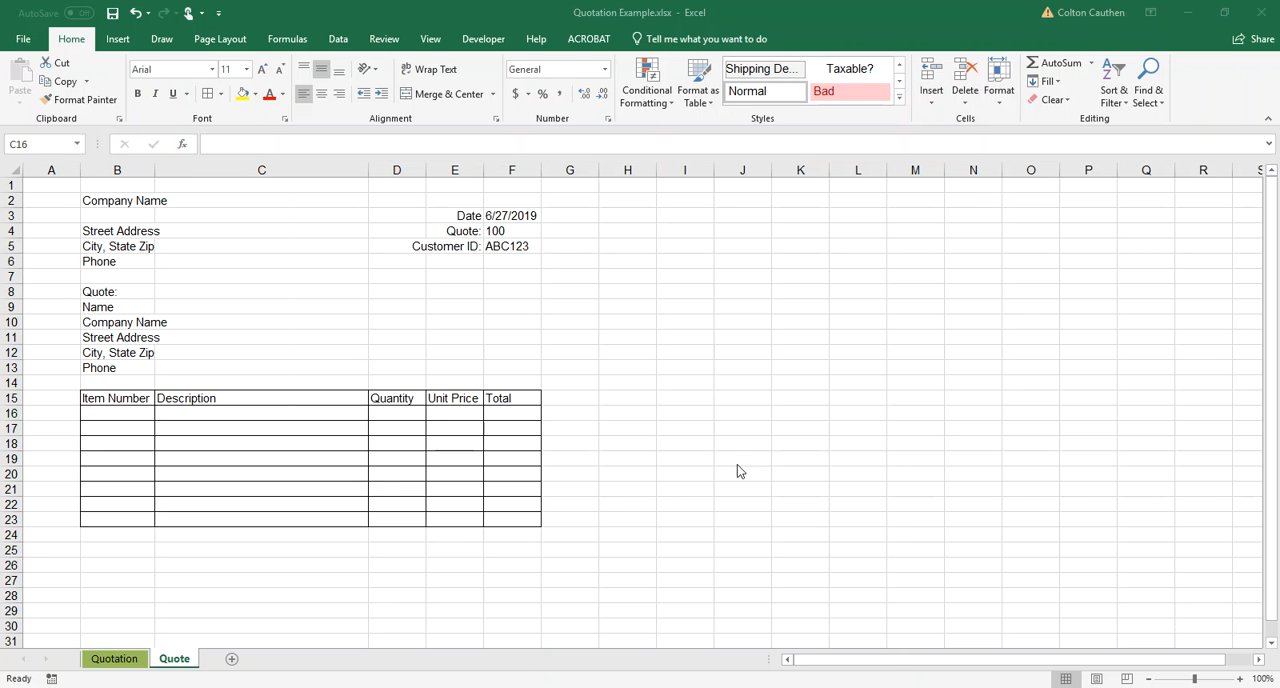 AutoSave Off
Quotation Example.xlsx - Excel
Colton Cauthen
File Home Insert Draw Page Layout Formulas Data Review View Developer Help ACROBAT Tell me what you want to do Share
Paste
Cut
Copy
Format Painter
Clipboard
Arial 11
B I U
Font
Wrap Text
Merge & Center
Alignment
General
$ % ,
Number
Conditional Formatting
Format as Table
Shipping De... Taxable?
Normal Bad
Styles
Insert Delete Format
Cells
AutoSum
Fill
Clear
Sort & Filter
Find & Select
Editing
C16 fx
A B C D E F G H I J K L M N O P Q R S
1
2 Company Name
3 Date 6/27/2019
4 Street Address Quote: 100
5 City, State Zip Customer ID: ABC123
6 Phone
7
8 Quote:
9 Name
10 Company Name
11 Street Address
12 City, State Zip
13 Phone
14
15 Item Number Description Quantity Unit Price Total
16
17
18
19
20
21
22
23
24
25
26
27
28
29
30
31
Quotation Quote
Ready 100%